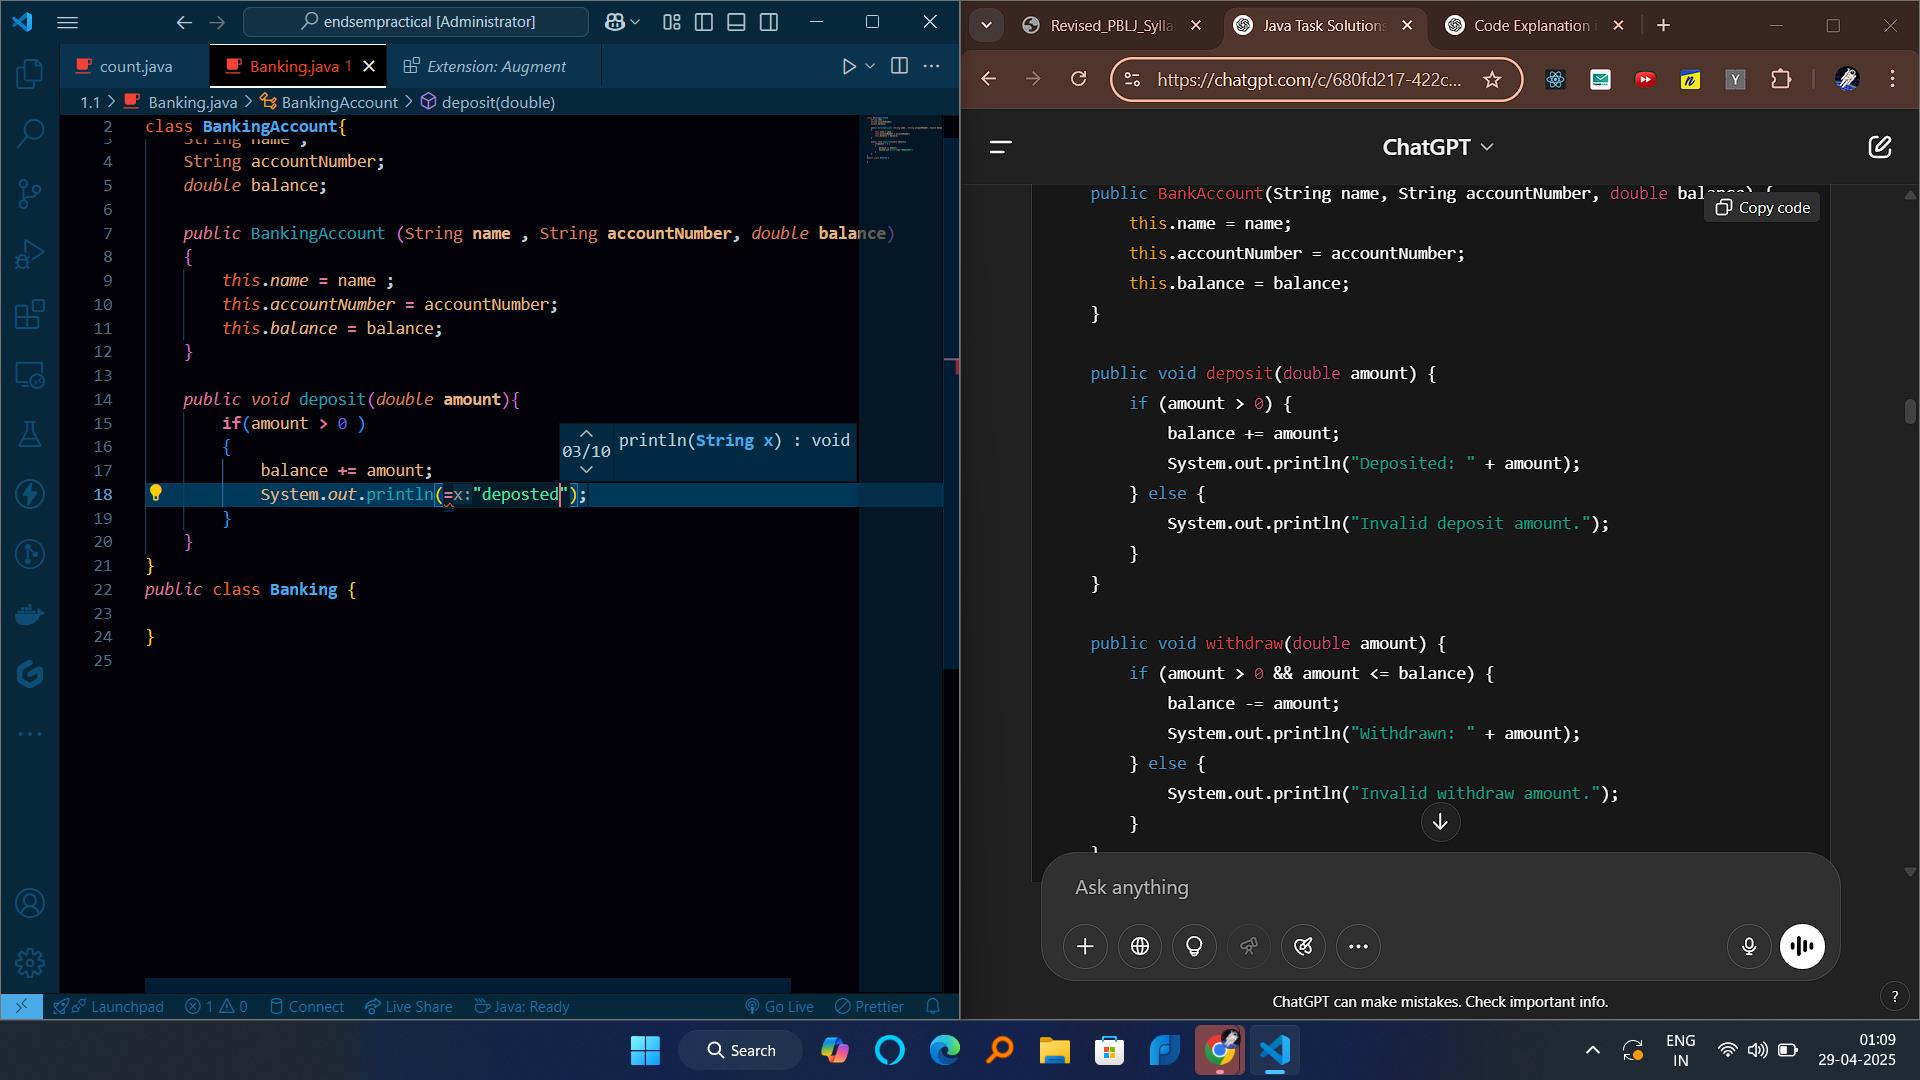 endsempractical [Administrator]
count.java
Banking.java 1
Extension: Augment
1.1 > Banking.java > BankingAccount > deposit(double)
2 class BankingAccount{
3 String name ;
4 String accountNumber;
5 double balance;
6
7 public BankingAccount (String name , String accountNumber, double balance)
8 {
9 this.name = name ;
10 this.accountNumber = accountNumber;
11 this.balance = balance;
12 }
13
14 public void deposit(double amount){
15 if(amount > 0 )
16 {
17 balance += amount;
18 System.out.println(=x:"deposted");
19 }
20 }
21 }
22 public class Banking {
23
24 }
25
03/10
println(String x) : void
Launchpad
1 0
Connect
Live Share
Java: Ready
Go Live
Prettier
Revised_PBLJ_Sylla
Java Task Solutions
Code Explanation
https://chatgpt.com/c/680fd217-422c...
ChatGPT
Copy code
public BankAccount(String name, String accountNumber, double balance) {
this.name = name;
this.accountNumber = accountNumber;
this.balance = balance;
}
public void deposit(double amount) {
if (amount > 0) {
balance += amount;
System.out.println("Deposited: " + amount);
} else {
System.out.println("Invalid deposit amount.");
}
}
public void withdraw(double amount) {
if (amount > 0 && amount <= balance) {
balance -= amount;
System.out.println("Withdrawn: " + amount);
} else {
System.out.println("Invalid withdraw amount.");
}
}
Ask anything
ChatGPT can make mistakes. Check important info.
?
Search
ENG
IN
01:09
29-04-2025